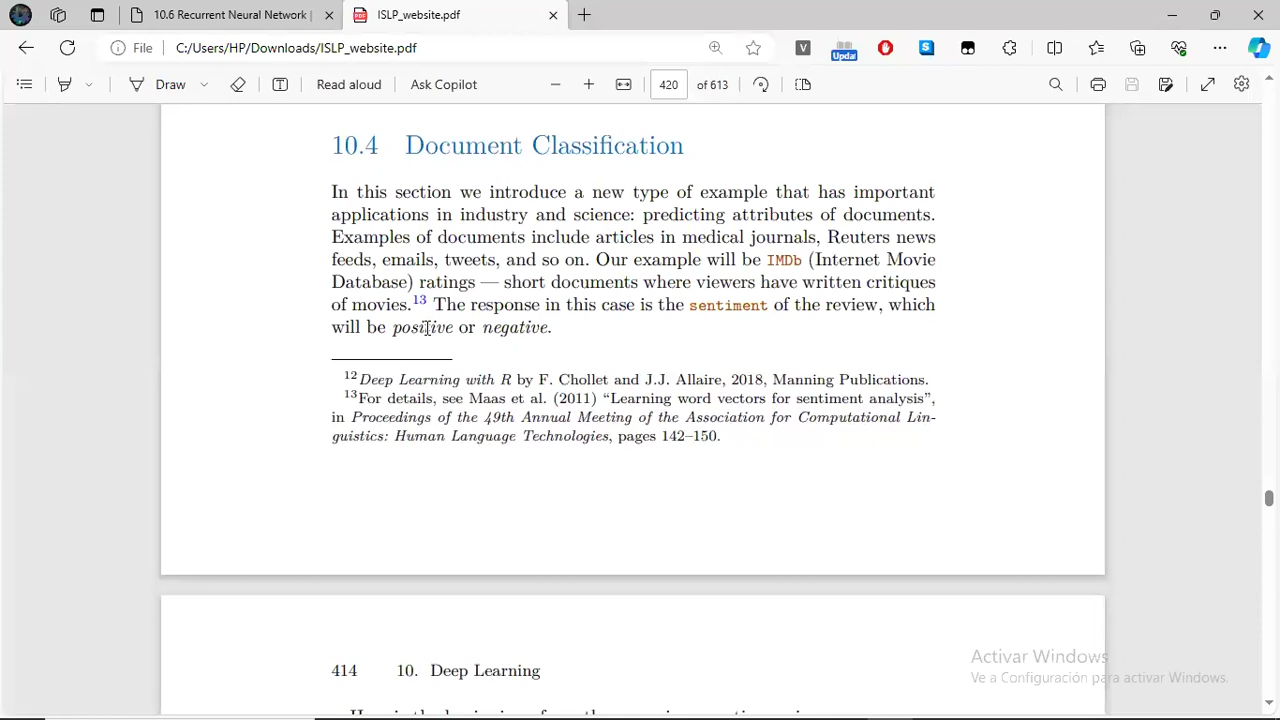 10.6 Recurrent Neural Network |
ISLP_website.pdf
File
C:/Users/HP/Downloads/ISLP_website.pdf
V
Updat
Draw
Read aloud
Ask Copilot
420
of 613
10.4 Document Classification
In this section we introduce a new type of example that has important
applications in industry and science: predicting attributes of documents.
Examples of documents include articles in medical journals, Reuters news
feeds, emails, tweets, and so on. Our example will be IMDb (Internet Movie
Database) ratings — short documents where viewers have written critiques
of movies.13 The response in this case is the sentiment of the review, which
will be positive or negative.
12Deep Learning with R by F. Chollet and J.J. Allaire, 2018, Manning Publications.
13For details, see Maas et al. (2011) “Learning word vectors for sentiment analysis”,
in Proceedings of the 49th Annual Meeting of the Association for Computational Lin-
guistics: Human Language Technologies, pages 142–150.
414 10. Deep Learning
Activar Windows
Ve a Configuración para activar Windows.